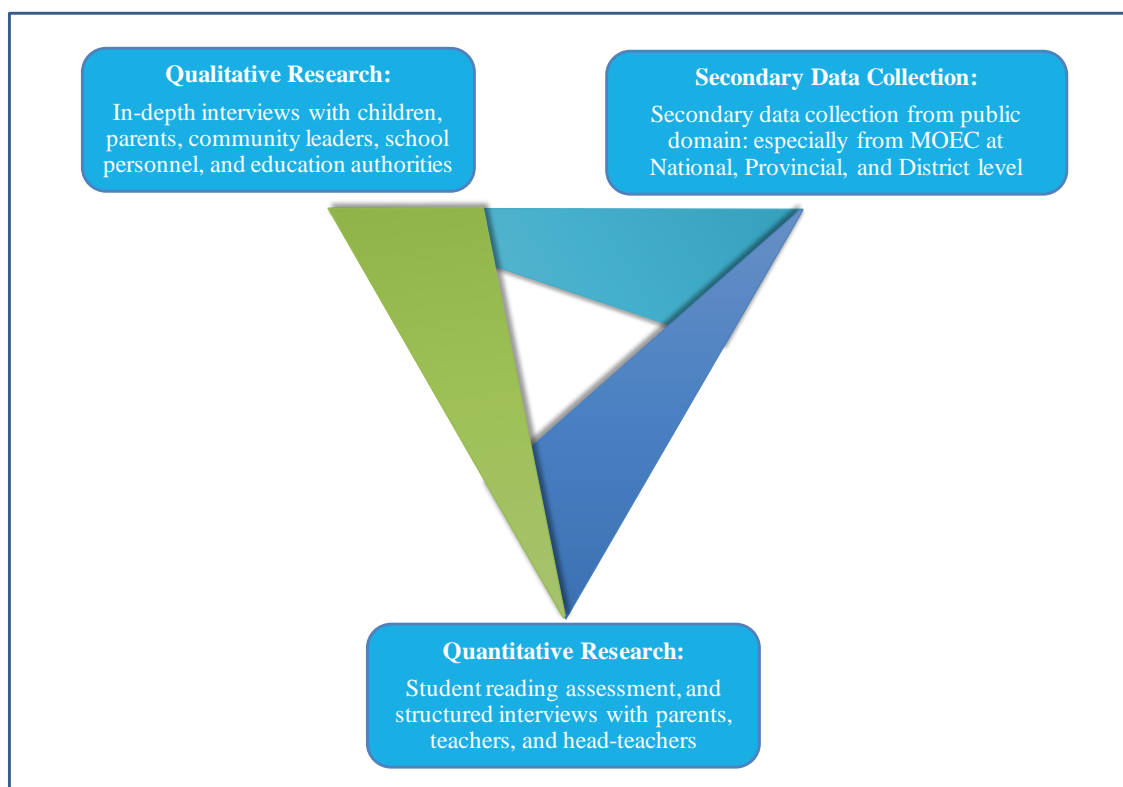 Qualitative Research:
In-depth interviews with children,
parents, community leaders, school
personnel, and education authorities
Secondary Data Collection:
Secondary data collection from public
domain: especially from MOEC at
National, Provincial, and District level
Quantitative Research:
Student reading assessment, and
structured interviews with parents,
teachers, and head-teachers